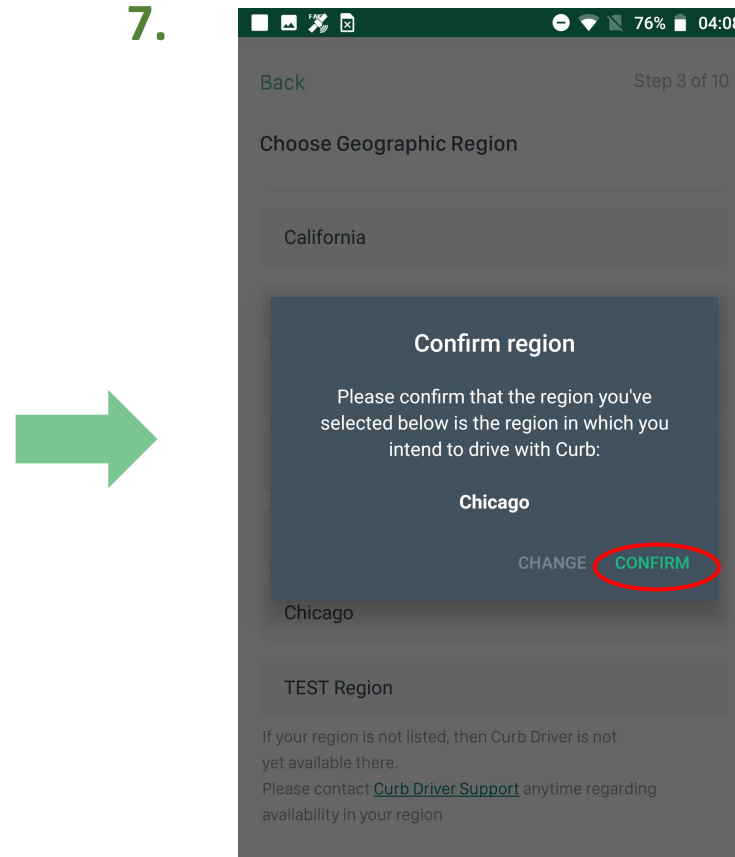 7.
FAKE
76% 04:08
Back Step 3 of 10
Choose Geographic Region
California
Confirm region
Please confirm that the region you've
selected below is the region in which you
intend to drive with Curb:
Chicago
CHANGE CONFIRM
Chicago
TEST Region
If your region is not listed, then Curb Driver is not
yet available there.
Please contact Curb Driver Support anytime regarding
availability in your region